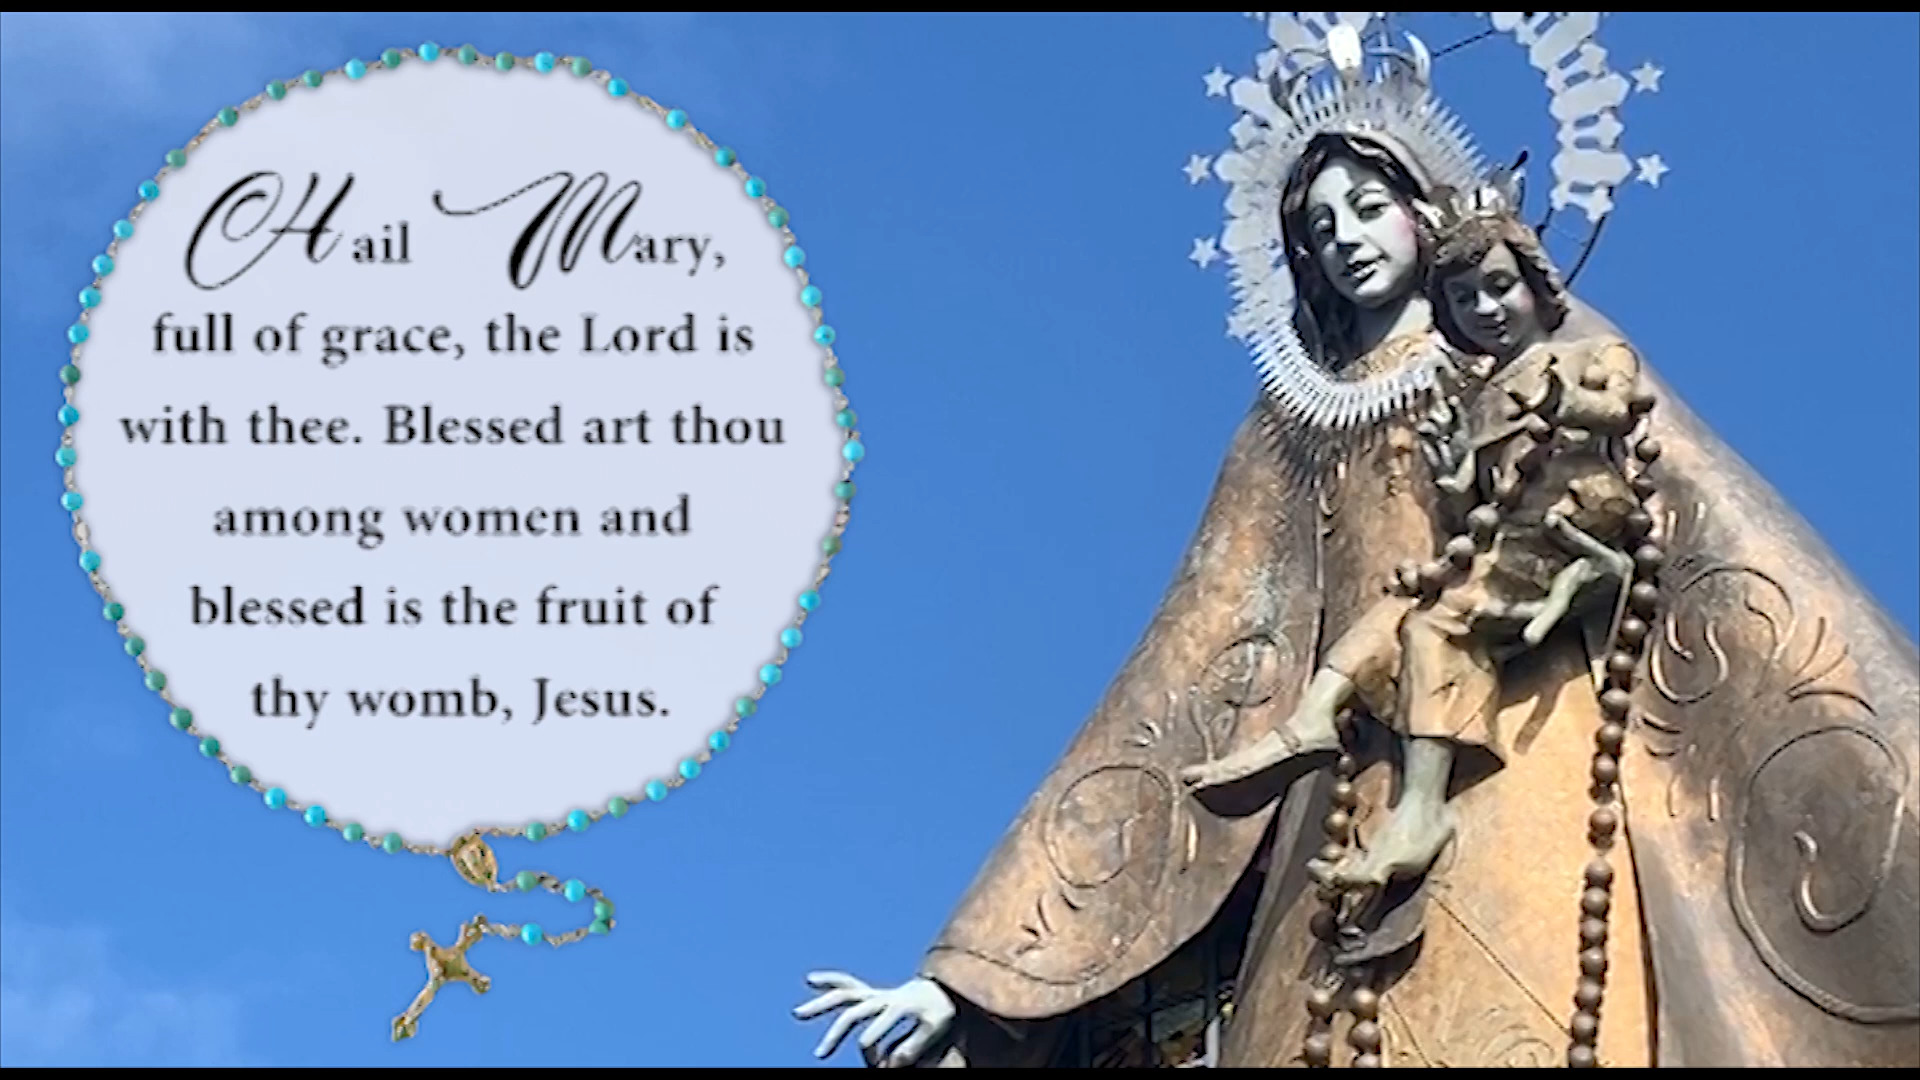 Hail Mary,
full of grace, the Lord is
with thee. Blessed art thou
among women and
blessed is the fruit of
thy womb, Jesus.